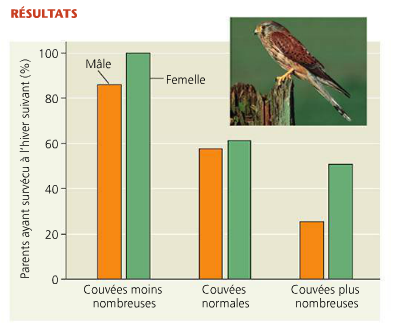 RÉSULTATS
Parents ayant survécu à l'hiver suivant (%)
100
80
60
40
20
0
Mâle
Femelle
Couvées moins
nombreuses
Couvées
normales
Couvées plus
nombreuses